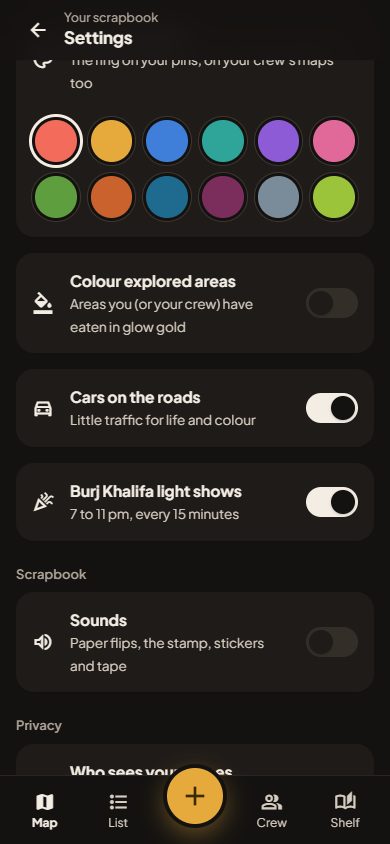 Your scrapbook
Settings
The ring on your pins, on your crew's maps
too
Colour explored areas
Areas you (or your crew) have
eaten in glow gold
Cars on the roads
Little traffic for life and colour
Burj Khalifa light shows
7 to 11 pm, every 15 minutes
Scrapbook
Sounds
Paper flips, the stamp, stickers
and tape
Privacy
Who sees your
Map
List
Crew
Shelf